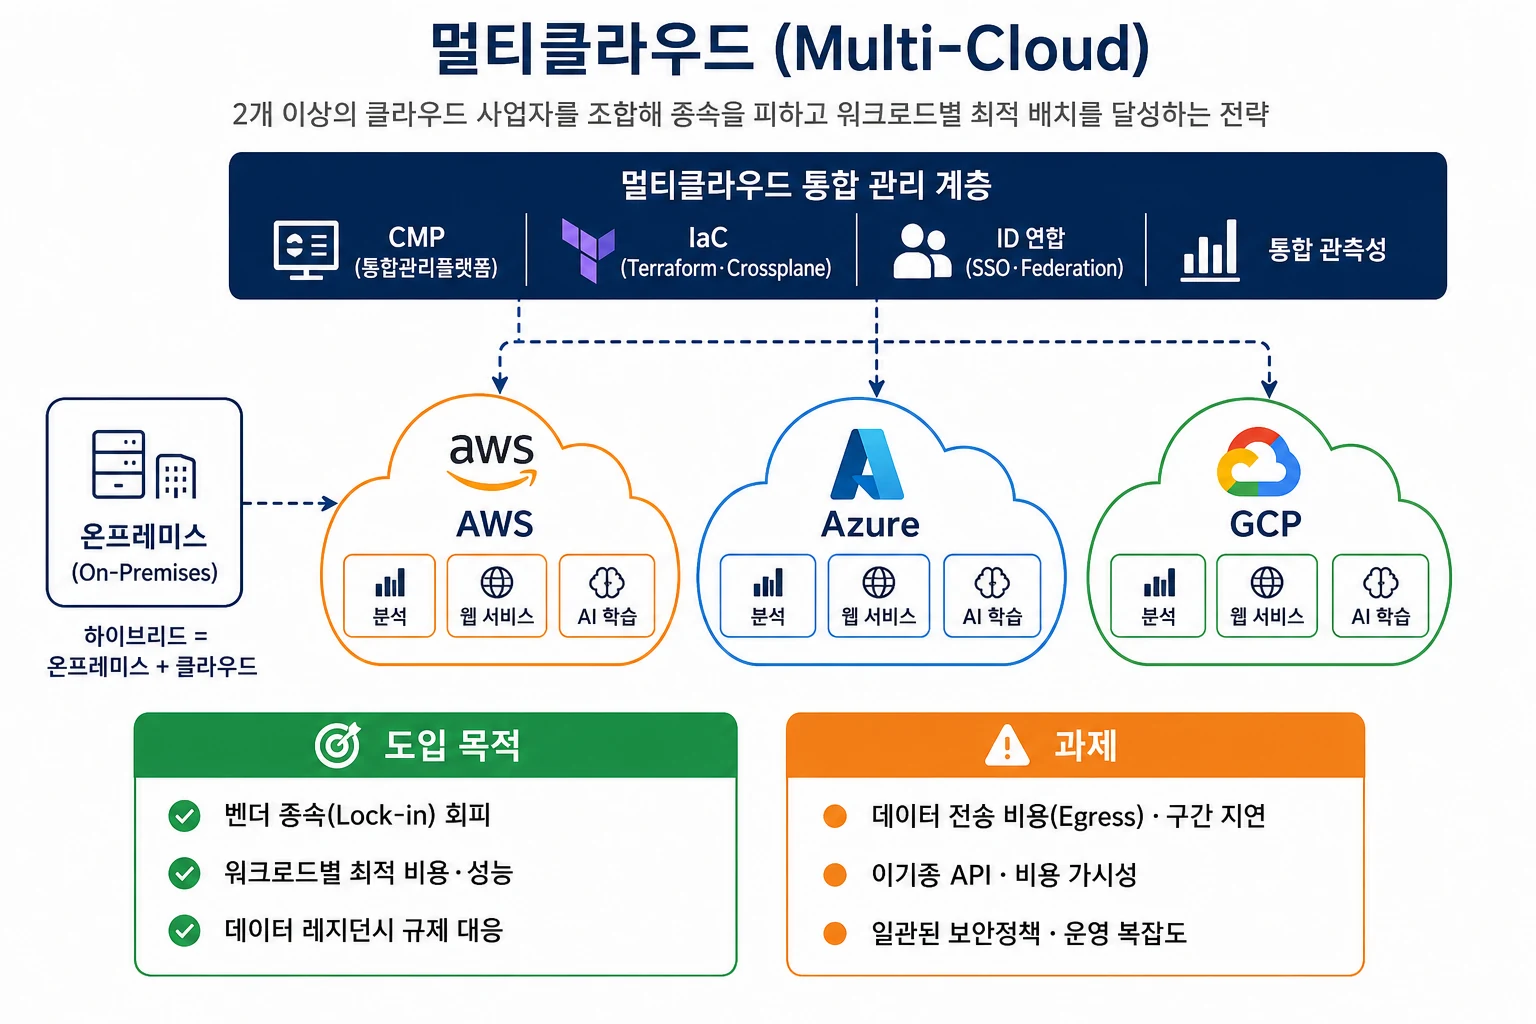 멀티클라우드 (Multi-Cloud)
2개 이상의 클라우드 사업자를 조합해 종속을 피하고 워크로드별 최적 배치를 달성하는 전략
멀티클라우드 통합 관리 계층
CMP
(통합관리플랫폼)
IaC
(Terraform·Crossplane)
ID 연합
(SSO·Federation)
통합 관측성
온프레미스
(On-Premises)
하이브리드 =
온프레미스 + 클라우드
aws
AWS
분석
웹 서비스
AI 학습
Azure
분석
웹 서비스
AI 학습
GCP
분석
웹 서비스
AI 학습
도입 목적
벤더 종속(Lock-in) 회피
워크로드별 최적 비용·성능
데이터 레지던시 규제 대응
과제
데이터 전송 비용(Egress) · 구간 지연
이기종 API · 비용 가시성
일관된 보안정책 · 운영 복잡도